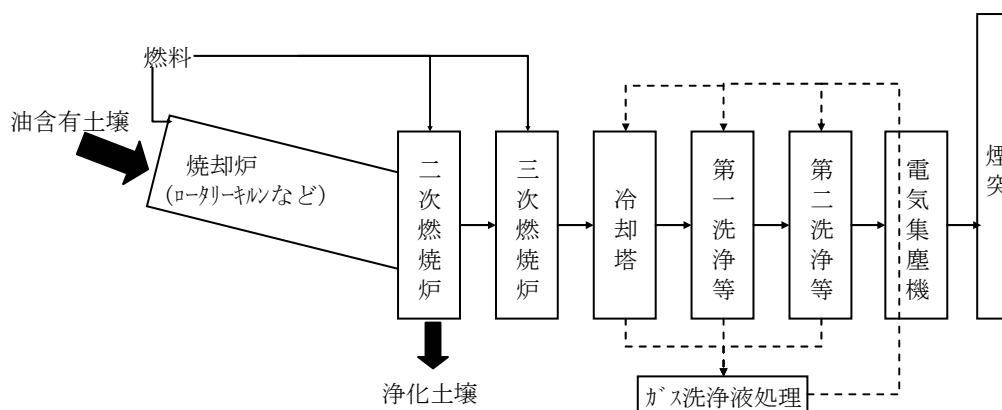 燃料
油含有土壌
焼却炉
(ﾛｰﾀﾘｰｷﾙﾝなど)
二次燃焼炉
三次燃焼炉
冷却塔
第一洗浄等
第二洗浄等
電気集塵機
煙突
浄化土壌
ｶﾞｽ洗浄液処理